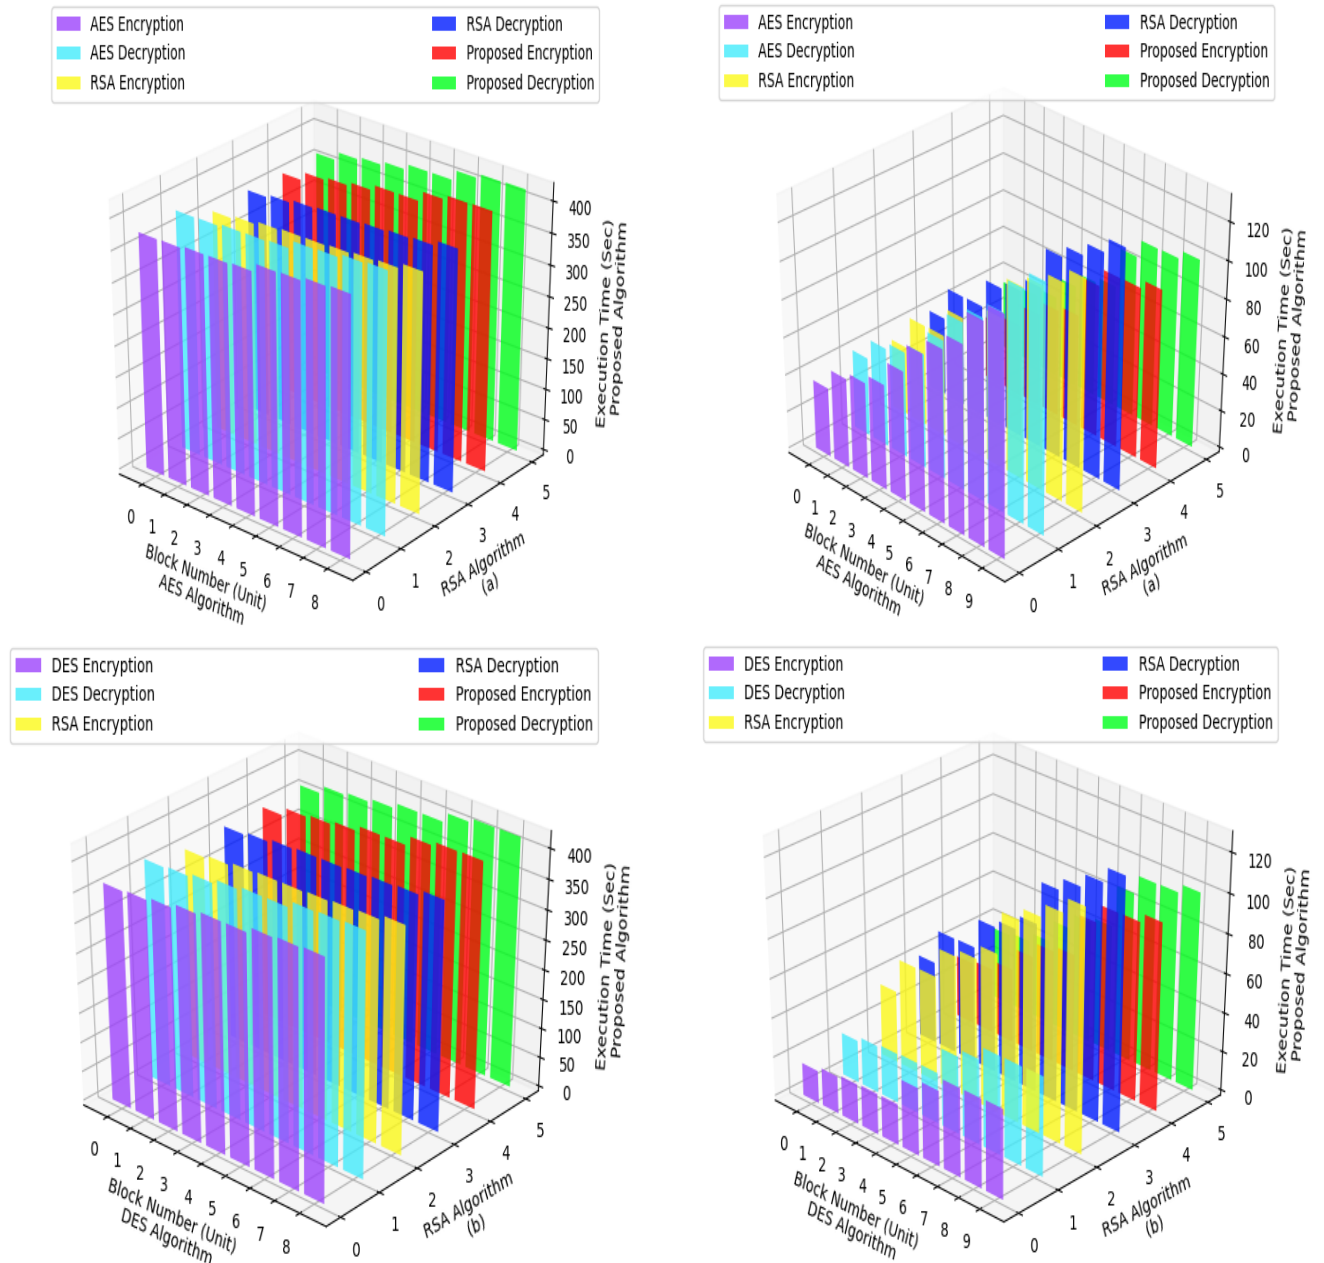 AES Encryption
AES Decryption
RSA Encryption
RSA Decryption
Proposed Encryption
Proposed Decryption
400
350
300
250
200
150
100
50
0
Execution Time (Sec)
Proposed Algorithm
0 1 2 3 4 5 6 7 8
Block Number (Unit)
AES Algorithm
0 1 2 3 4 5
RSA Algorithm
(a)
AES Encryption
AES Decryption
RSA Encryption
RSA Decryption
Proposed Encryption
Proposed Decryption
120
100
80
60
40
20
0
Execution Time (Sec)
Proposed Algorithm
0 1 2 3 4 5 6 7 8 9
Block Number (Unit)
AES Algorithm
0 1 2 3 4 5
RSA Algorithm
(a)
DES Encryption
DES Decryption
RSA Encryption
RSA Decryption
Proposed Encryption
Proposed Decryption
400
350
300
250
200
150
100
50
0
Execution Time (Sec)
Proposed Algorithm
0 1 2 3 4 5 6 7 8
Block Number (Unit)
DES Algorithm
0 1 2 3 4 5
RSA Algorithm
(b)
DES Encryption
DES Decryption
RSA Encryption
RSA Decryption
Proposed Encryption
Proposed Decryption
120
100
80
60
40
20
0
Execution Time (Sec)
Proposed Algorithm
0 1 2 3 4 5 6 7 8 9
Block Number (Unit)
DES Algorithm
0 1 2 3 4 5
RSA Algorithm
(b)